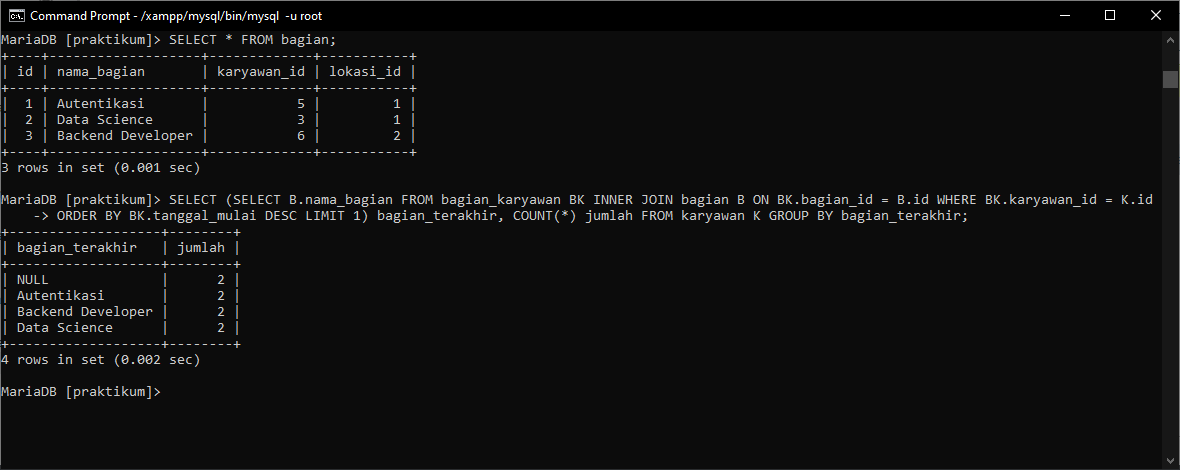 Command Prompt - /xampp/mysql/bin/mysql  -u root
MariaDB [praktikum]> SELECT * FROM bagian;
+----+-------------------+-------------+-----------+
| id | nama_bagian       | karyawan_id | lokasi_id |
+----+-------------------+-------------+-----------+
|  1 | Autentikasi       |           5 |         1 |
|  2 | Data Science      |           3 |         1 |
|  3 | Backend Developer |           6 |         2 |
+----+-------------------+-------------+-----------+
3 rows in set (0.001 sec)

MariaDB [praktikum]> SELECT (SELECT B.nama_bagian FROM bagian_karyawan BK INNER JOIN bagian B ON BK.bagian_id = B.id WHERE BK.karyawan_id = K.id
    -> ORDER BY BK.tanggal_mulai DESC LIMIT 1) bagian_terakhir, COUNT(*) jumlah FROM karyawan K GROUP BY bagian_terakhir;
+-------------------+--------+
| bagian_terakhir   | jumlah |
+-------------------+--------+
| NULL              |      2 |
| Autentikasi       |      2 |
| Backend Developer |      2 |
| Data Science      |      2 |
+-------------------+--------+
4 rows in set (0.002 sec)

MariaDB [praktikum]>